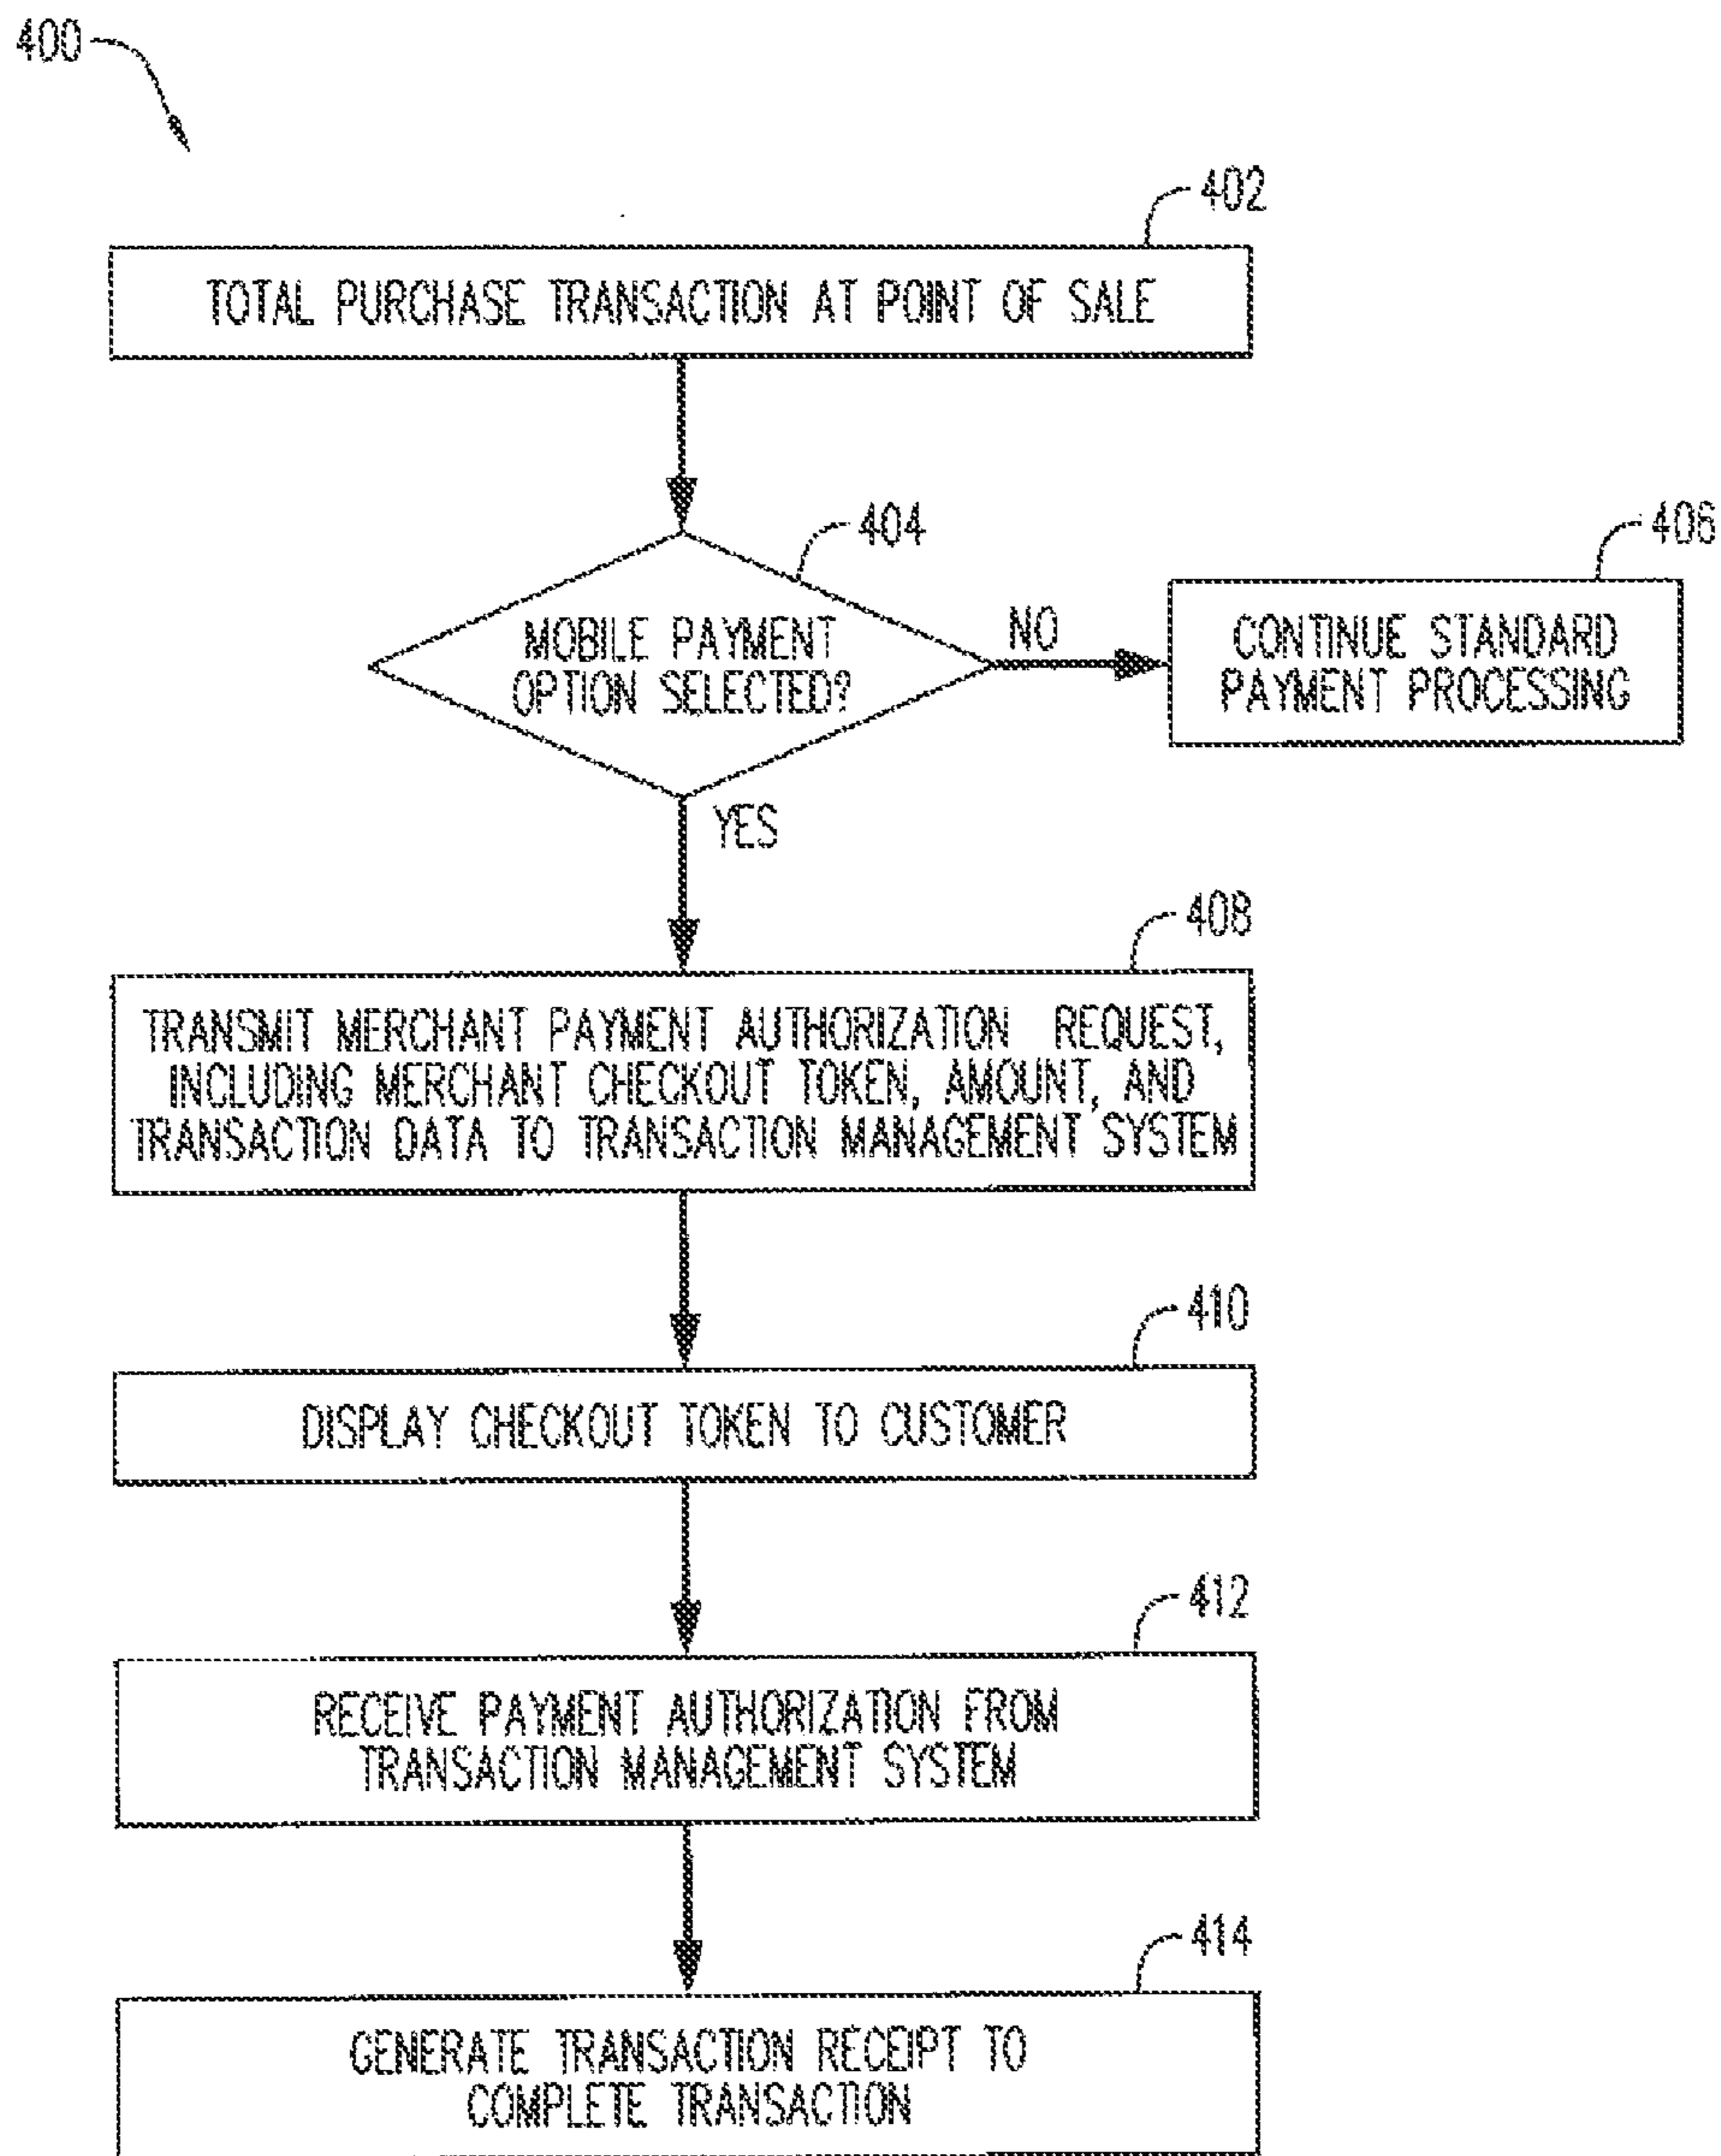 400
402
TOTAL PURCHASE TRANSACTION AT POINT OF SALE
404
406
MOBILE PAYMENT
OPTION SELECTED?
NO
CONTINUE STANDARD
PAYMENT PROCESSING
YES
408
TRANSMIT MERCHANT PAYMENT AUTHORIZATION REQUEST,
INCLUDING MERCHANT CHECKOUT TOKEN, AMOUNT, AND
TRANSACTION DATA TO TRANSACTION MANAGEMENT SYSTEM
410
DISPLAY CHECKOUT TOKEN TO CUSTOMER
412
RECEIVE PAYMENT AUTHORIZATION FROM
TRANSACTION MANAGEMENT SYSTEM
414
GENERATE TRANSACTION RECEIPT TO
COMPLETE TRANSACTION